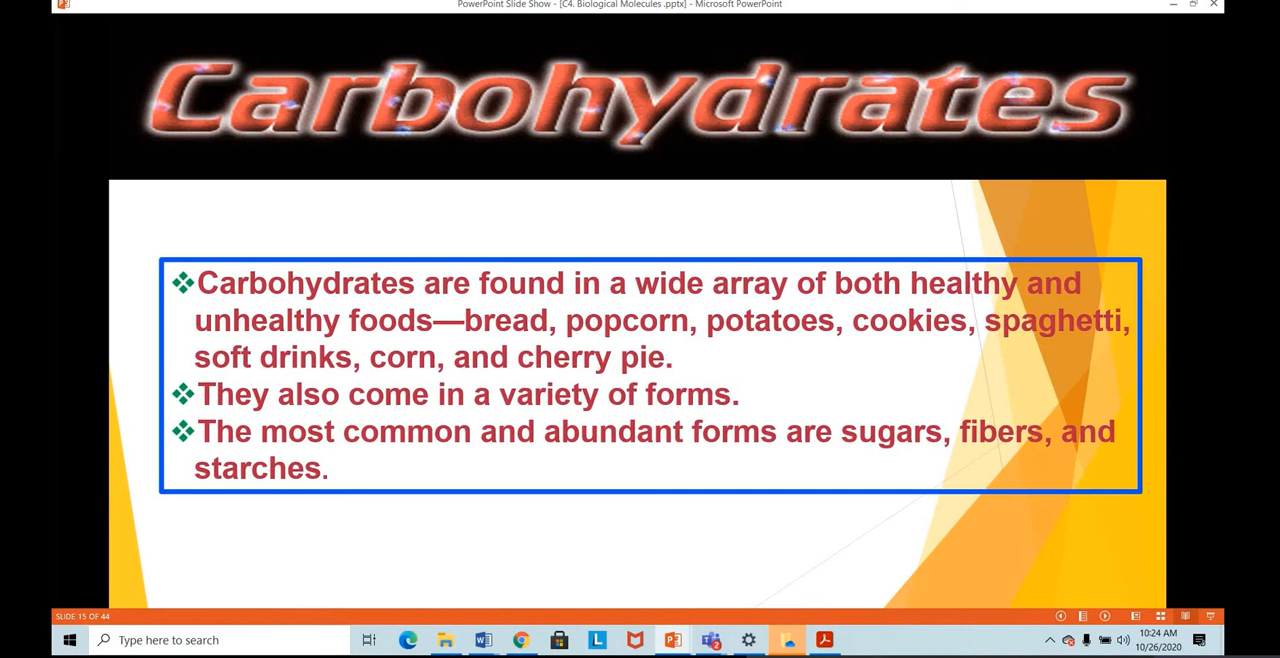 PowerPoint Slide Show - [C4. Biological Molecules .pptx] - Microsoft PowerPoint
Carbohydrates
❖Carbohydrates are found in a wide array of both healthy and
unhealthy foods—bread, popcorn, potatoes, cookies, spaghetti,
soft drinks, corn, and cherry pie.
❖They also come in a variety of forms.
❖The most common and abundant forms are sugars, fibers, and
starches.
SLIDE 15 OF 44
Type here to search
10:24 AM
10/26/2020